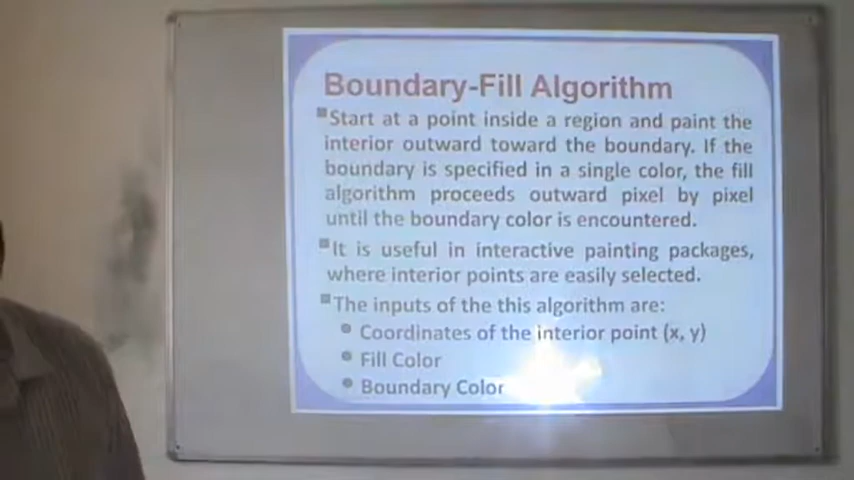 Boundary-Fill Algorithm
Start at a point inside a region and paint the
interior outward toward the boundary. If the
boundary is specified in a single color, the fill
algorithm proceeds outward pixel by pixel
until the boundary color is encountered.
It is useful in interactive painting packages,
where interior points are easily selected.
The inputs of the this algorithm are:
Coordinates of the interior point (x, y)
Fill Color
Boundary Color